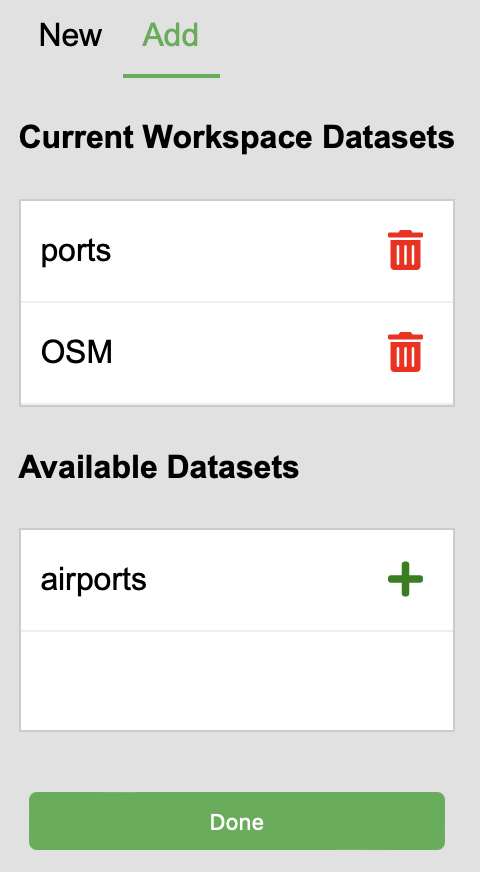 New Add
Current Workspace Datasets
ports
OSM
Available Datasets
airports
Done